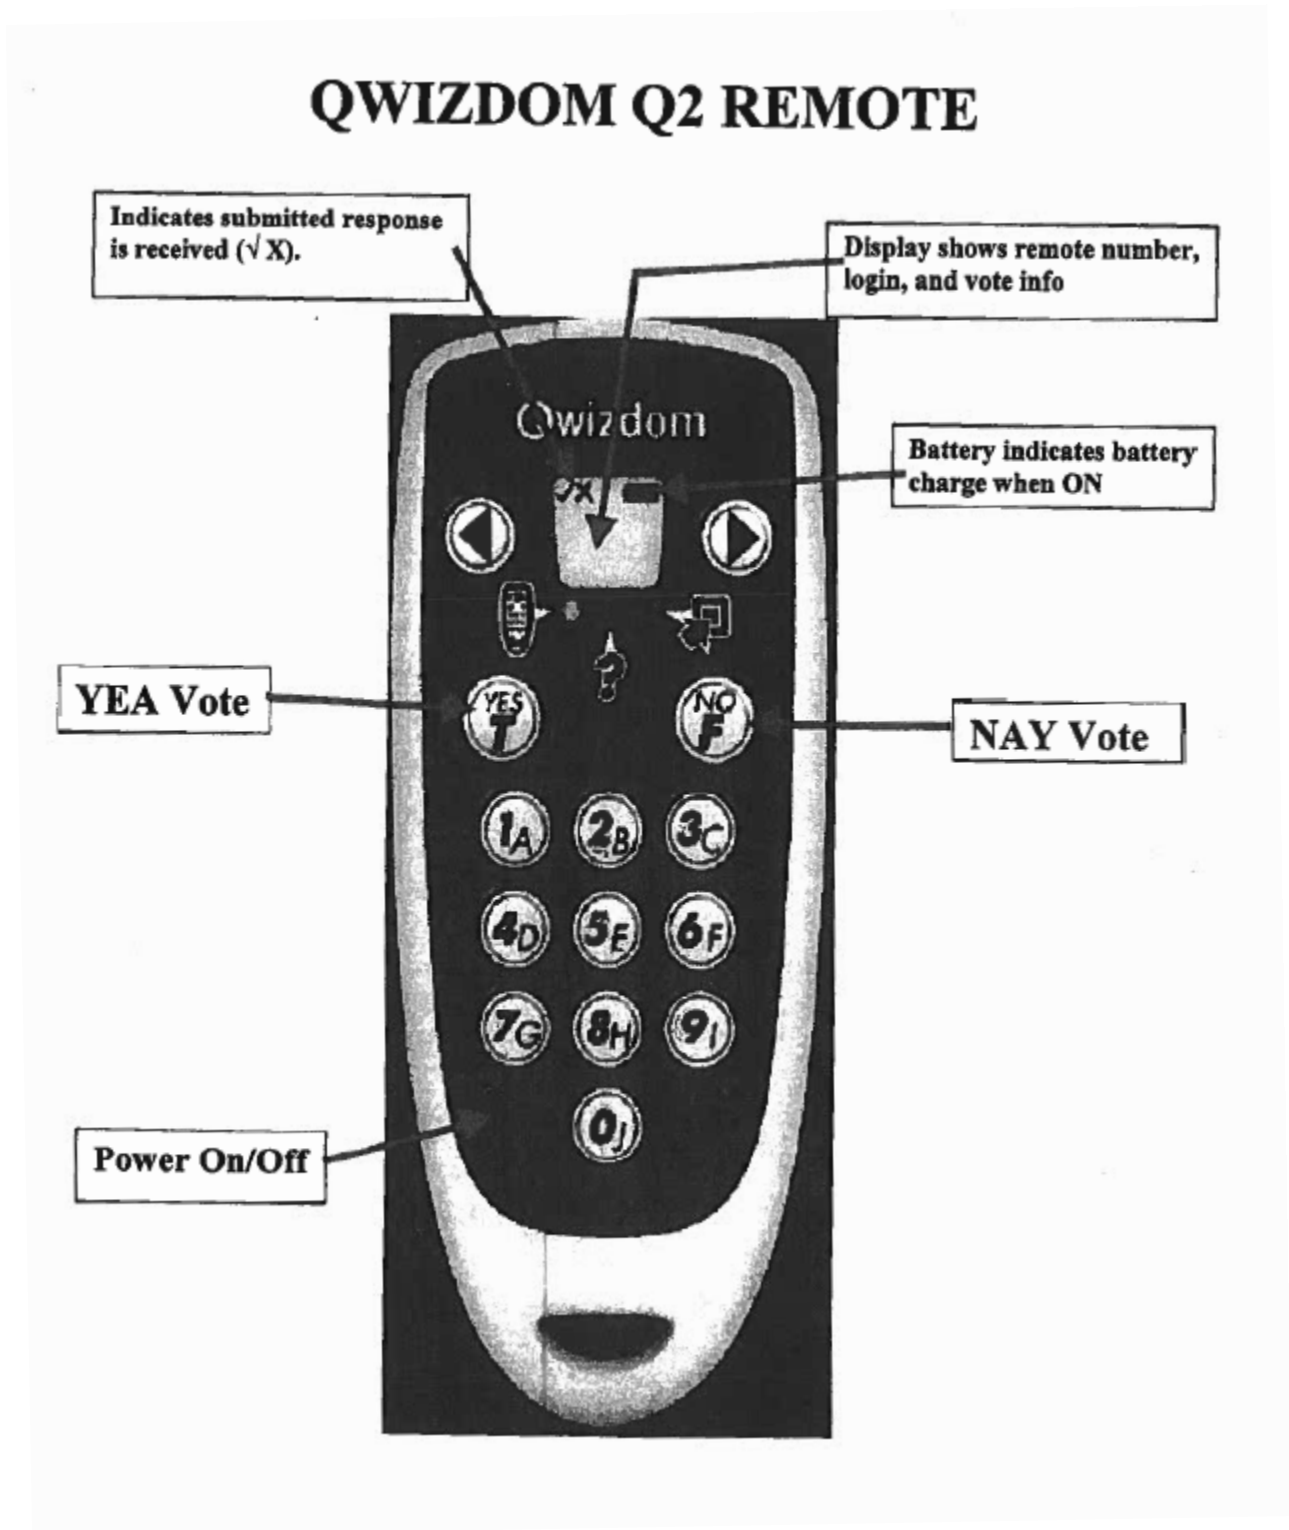 QWIZDOM Q2 REMOTE
Indicates submitted response
is received (√ X).
Display shows remote number,
login, and vote info
Qwizdom
Battery indicates battery
charge when ON
√X
YEA Vote
YES
T
NO
F
NAY Vote
1A 2B 3C
4D 5E 6F
7G 8H 9I
0J
Power On/Off